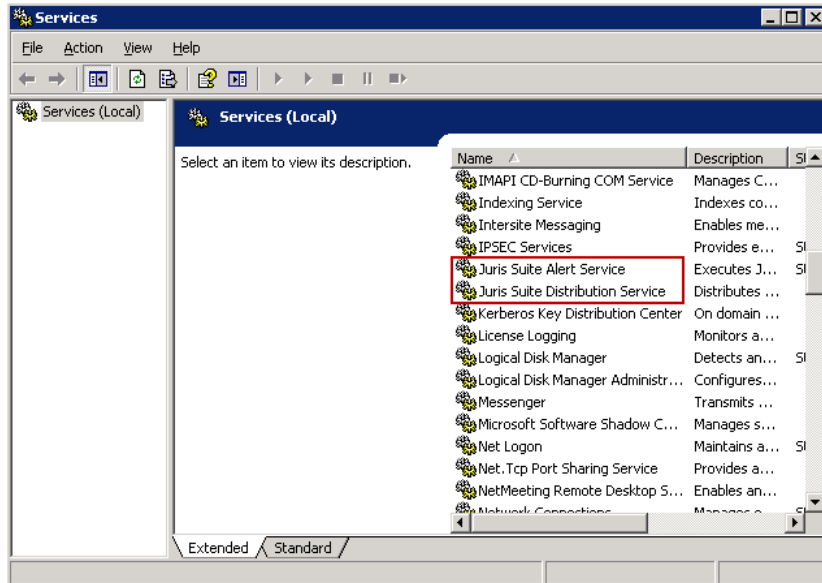 Services
File Action View Help
Services (Local)
Services (Local)
Select an item to view its description.
Name Description
IMAPI CD-Burning COM Service Manages C...
Indexing Service Indexes co...
Intersite Messaging Enables me...
IPSEC Services Provides e...
Juris Suite Alert Service Executes J...
Juris Suite Distribution Service Distributes ...
Kerberos Key Distribution Center On domain ...
License Logging Monitors a...
Logical Disk Manager Detects an...
Logical Disk Manager Administr... Configures...
Messenger Transmits ...
Microsoft Software Shadow C... Manages s...
Net Logon Maintains a...
Net.Tcp Port Sharing Service Provides a...
NetMeeting Remote Desktop S... Enables an...
Network Connections Manages o...
Extended Standard